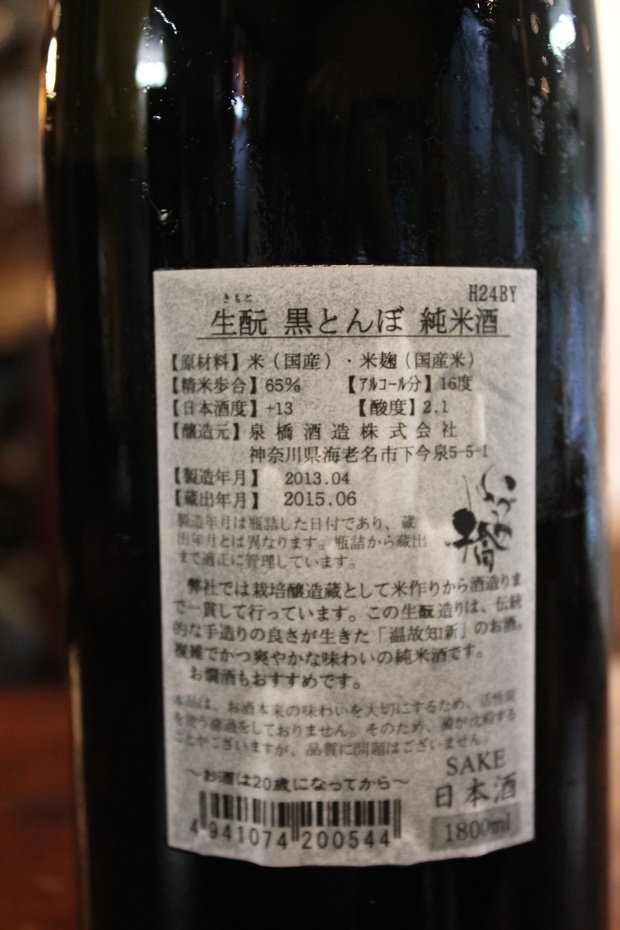 H24BY
きもと
生酛 黒とんぼ 純米酒
【原材料】米（国産）・米麹（国産米）
【精米歩合】65% 【アルコール分】16度
【日本酒度】+13 【酸度】2.1
【醸造元】泉橋酒造株式会社
神奈川県海老名市下今泉5-5-1
【製造年月】 2013.04
【蔵出年月】 2015.06
製造年月は瓶詰した日付であり、蔵
出年月とは異なります。瓶詰から蔵出
まで適正に管理しています。
いづみ橋
弊社では栽培醸造蔵として米作りから酒造りま
で一貫して行っています。この生酛造りは、伝統
的な手造りの良さが生きた「温故知新」のお酒。
複雑でかつ爽やかな味わいの純米酒です。
お燗酒もおすすめです。
本品は、お酒本来の味わいを大切にするため、活性炭
を使う濾過をしておりません。そのため、滓が沈殿する
ことがございますが、品質に問題はございません。
～お酒は20歳になってから～
SAKE
日本酒
1800ml
4 941074 200544